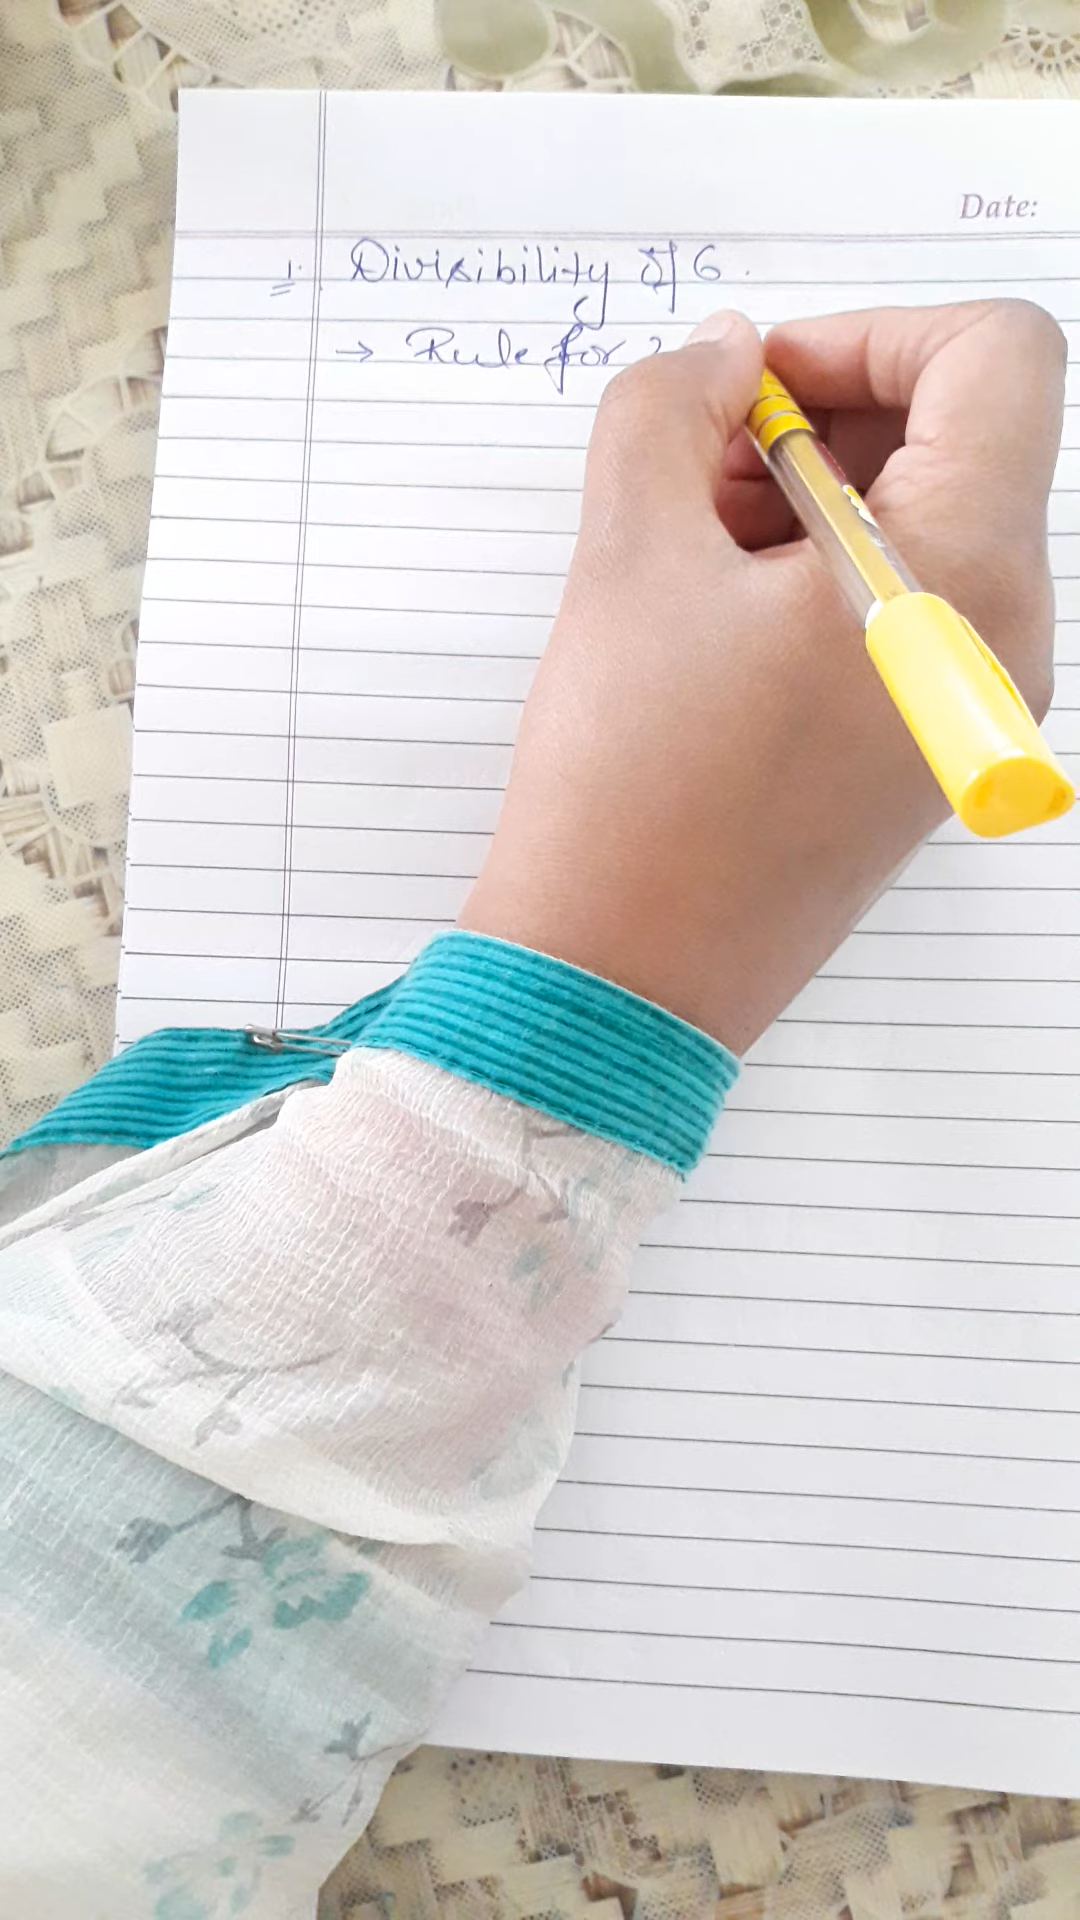 Date:
1. Divisibility of 6.
→ Rule for